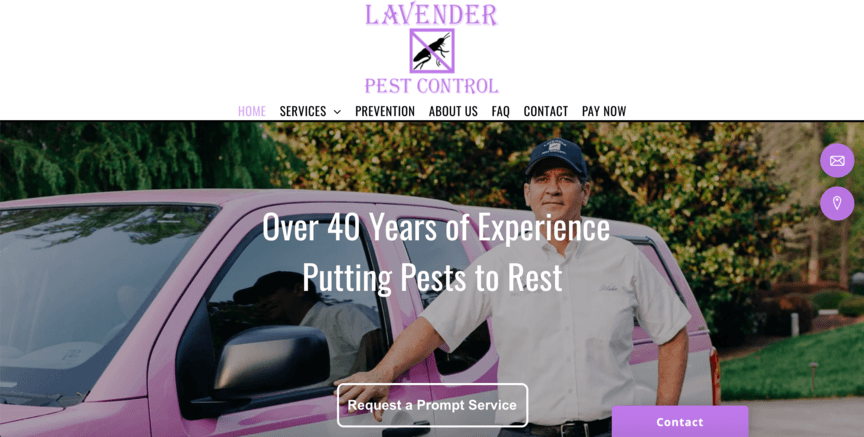 LAVENDER
PEST CONTROL
HOME SERVICES PREVENTION ABOUT US FAQ CONTACT PAY NOW
Over 40 Years of Experience
Putting Pests to Rest
Request a Prompt Service
Contact